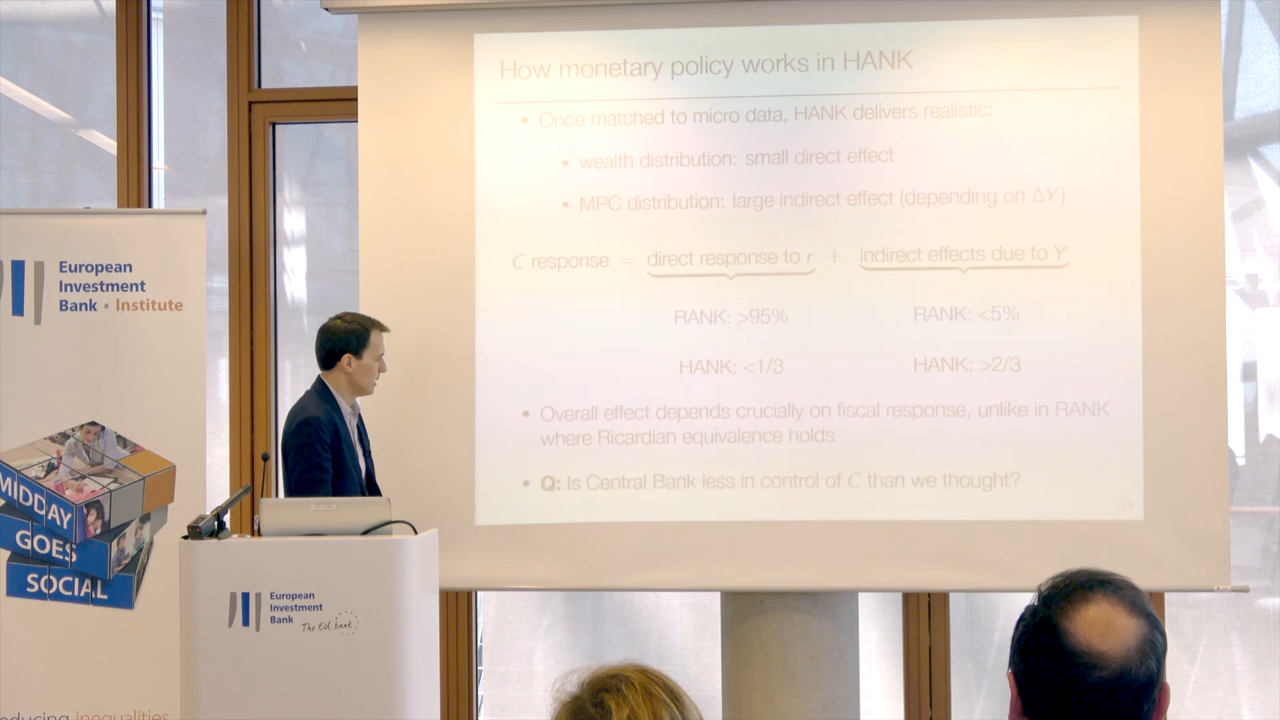 How monetary policy works in HANK
• Once matched to micro data, HANK delivers realistic:
• wealth distribution: small direct effect
• MPC distribution: large indirect effect (depending on ΔY)
C response = direct response to r + indirect effects due to Y
RANK: >95% RANK: <5%
HANK: <1/3 HANK: >2/3
• Overall effect depends crucially on fiscal response, unlike in RANK
where Ricardian equivalence holds
• Q: Is Central Bank less in control of C than we thought?
European
Investment
Bank • Institute
MIDDAY
GOES
SOCIAL
educing inequalities
European
Investment
Bank
The EU bank